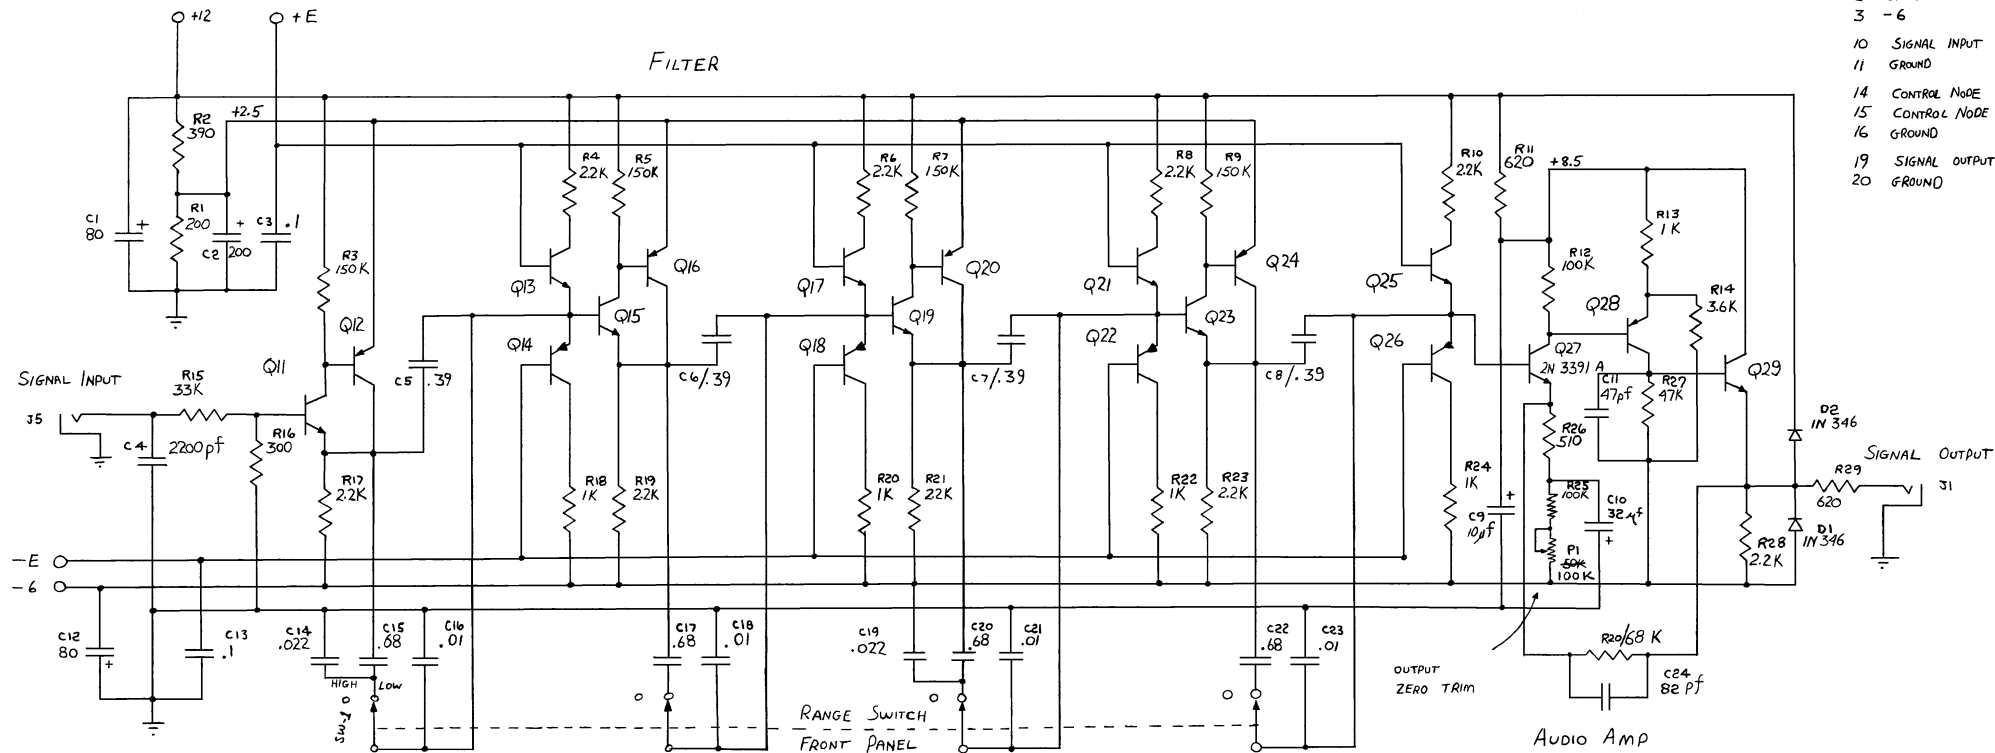 3 -6
10 SIGNAL INPUT
11 GROUND
14 CONTROL NODE
15 CONTROL NODE
16 GROUND
19 SIGNAL OUTPUT
20 GROUND
+12
+E
FILTER
R2
390
+2.5
C1
80
+
R1
200
+
C2
200
C3
.1
R3
150K
R4
2.2K
R5
150K
R6
2.2K
R7
150K
R8
2.2K
R9
150K
R10
2.2K
R11
620
+8.5
R12
100K
R13
1K
R14
3.6K
Q11
Q12
Q13
Q14
Q15
Q16
Q17
Q18
Q19
Q20
Q21
Q22
Q23
Q24
Q25
Q26
Q27
2N 3391 A
Q28
Q29
SIGNAL INPUT
J5
R15
33K
C4
2200pf
R16
300
R17
2.2K
C5 .39
C6/.39
C7/.39
C8/.39
R18
1K
R19
2.2K
R20
1K
R21
22K
R22
1K
R23
2.2K
R24
1K
C9
10µf
+
C11
47pf
R27
47K
R26
510
R25
100K
C10
32µf
+
P1
50K
100K
D2
1N 346
SIGNAL OUTPUT
R29
620
J1
D1
1N 346
R28
2.2K
-E
-6
C12
80
+
C13
.1
C14
.022
C15
.68
C16
.01
C17
.68
C18
.01
C19
.022
C20
.68
C21
.01
C22
.68
C23
.01
HIGH
LOW
SW-1
RANGE SWITCH
FRONT PANEL
OUTPUT
ZERO TRIM
R20/68 K
C24
82 pf
AUDIO AMP